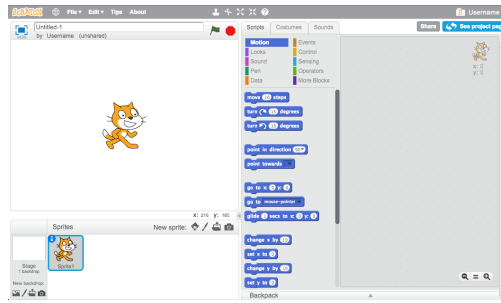 SCRATCH File▾ Edit▾ Tips About
Username
Untitled-1
by Username (unshared)
Scripts Costumes Sounds
Share See project pag
Motion Events
Looks Control
Sound Sensing
Pen Operators
Data More Blocks
x: 0
y: 0
move 10 steps
turn ↻ 15 degrees
turn ↺ 15 degrees
point in direction 90▾
point towards
go to x: 0 y: 0
go to mouse-pointer
glide 1 secs to x: 0 y: 0
change x by 10
set x to 0
change y by 10
set y to 0
X: 216 y: 180
Sprites New sprite:
Stage
1 backdrop
New backdrop:
Sprite1
Backpack